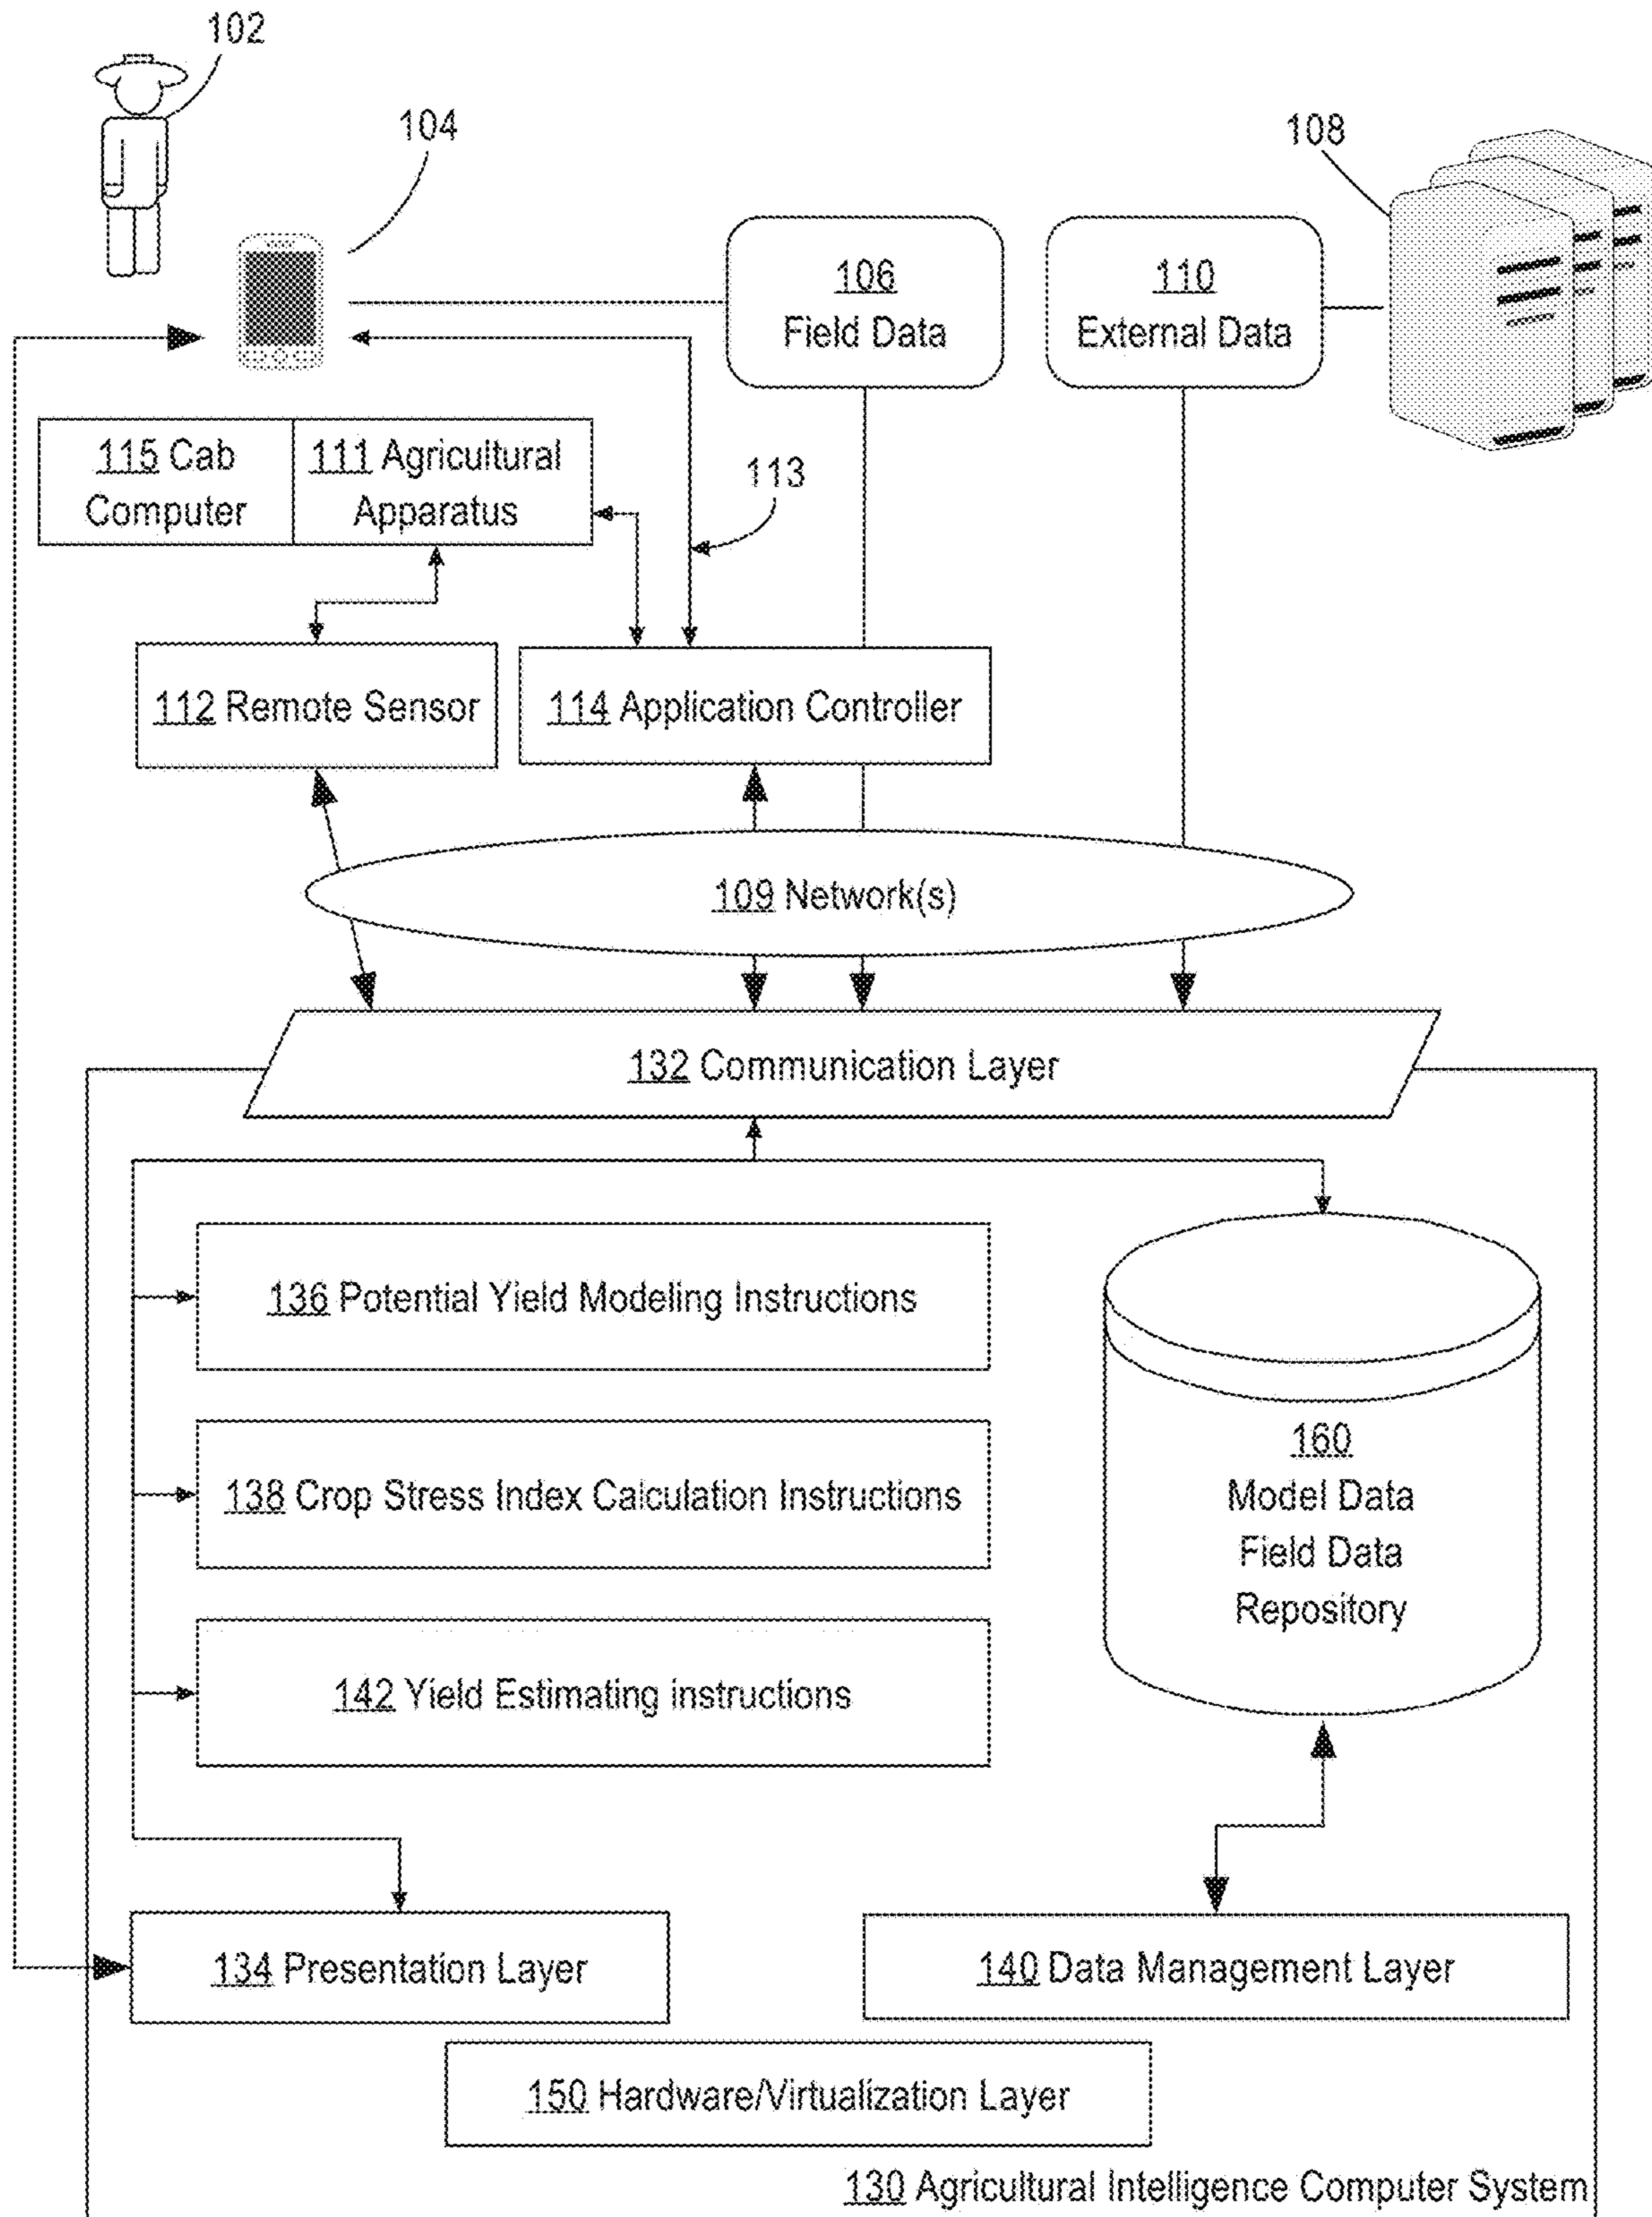 102
104
108
106
Field Data
110
External Data
115 Cab
Computer
111 Agricultural
Apparatus
113
112 Remote Sensor
114 Application Controller
109 Network(s)
132 Communication Layer
136 Potential Yield Modeling Instructions
138 Crop Stress Index Calculation Instructions
142 Yield Estimating instructions
160
Model Data
Field Data
Repository
134 Presentation Layer
140 Data Management Layer
150 Hardware/Virtualization Layer
130 Agricultural Intelligence Computer System